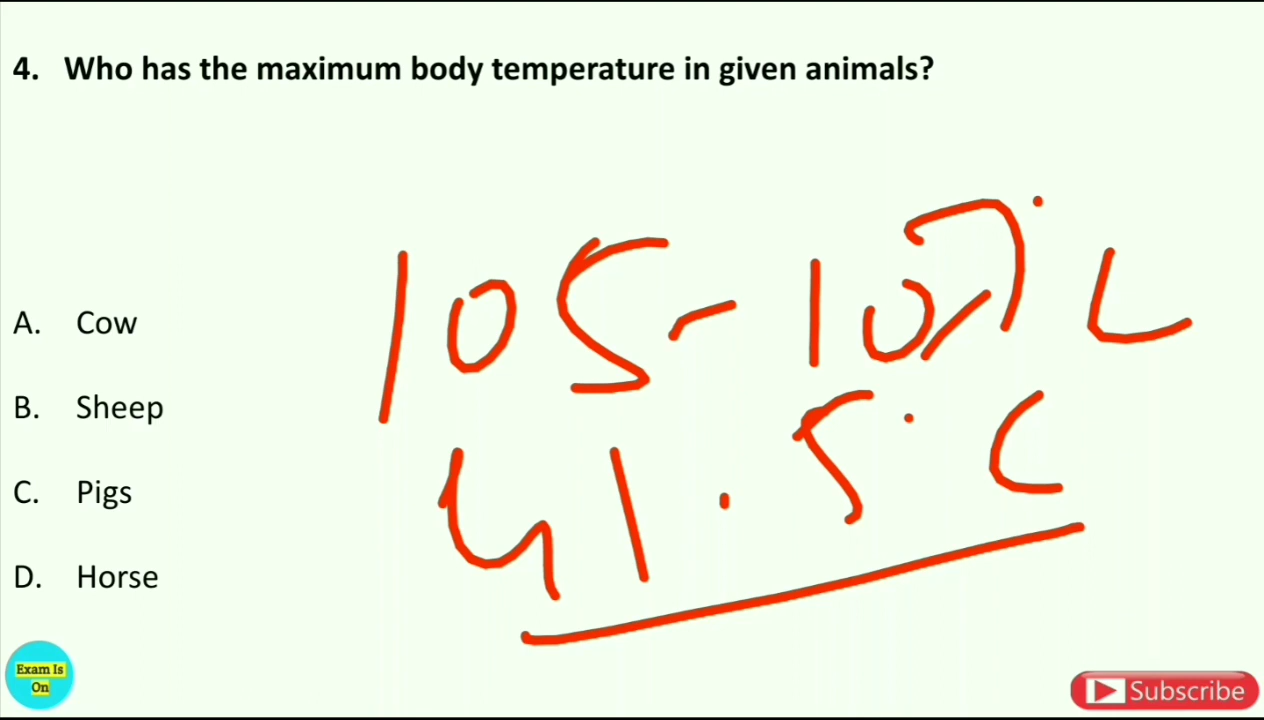 4. Who has the maximum body temperature in given animals?
105-107°C
A. Cow
B. Sheep
41.5°C
C. Pigs
D. Horse
Exam Is
On
Subscribe